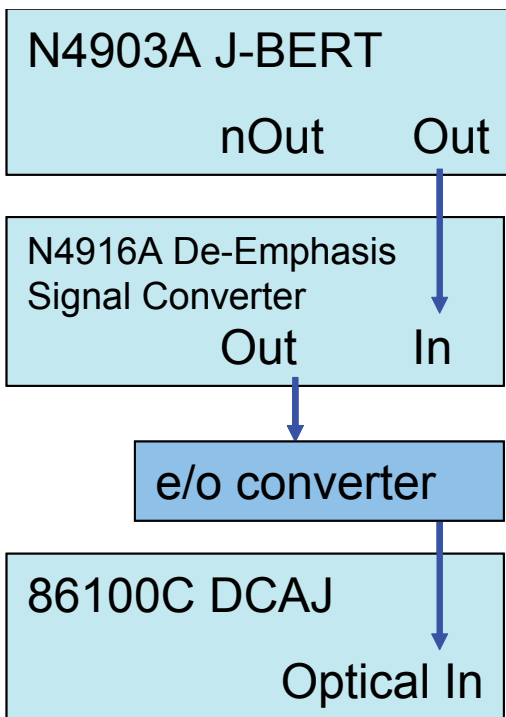 N4903A J-BERT
nOut Out
N4916A De-Emphasis
Signal Converter
Out In
e/o converter
86100C DCAJ
Optical In